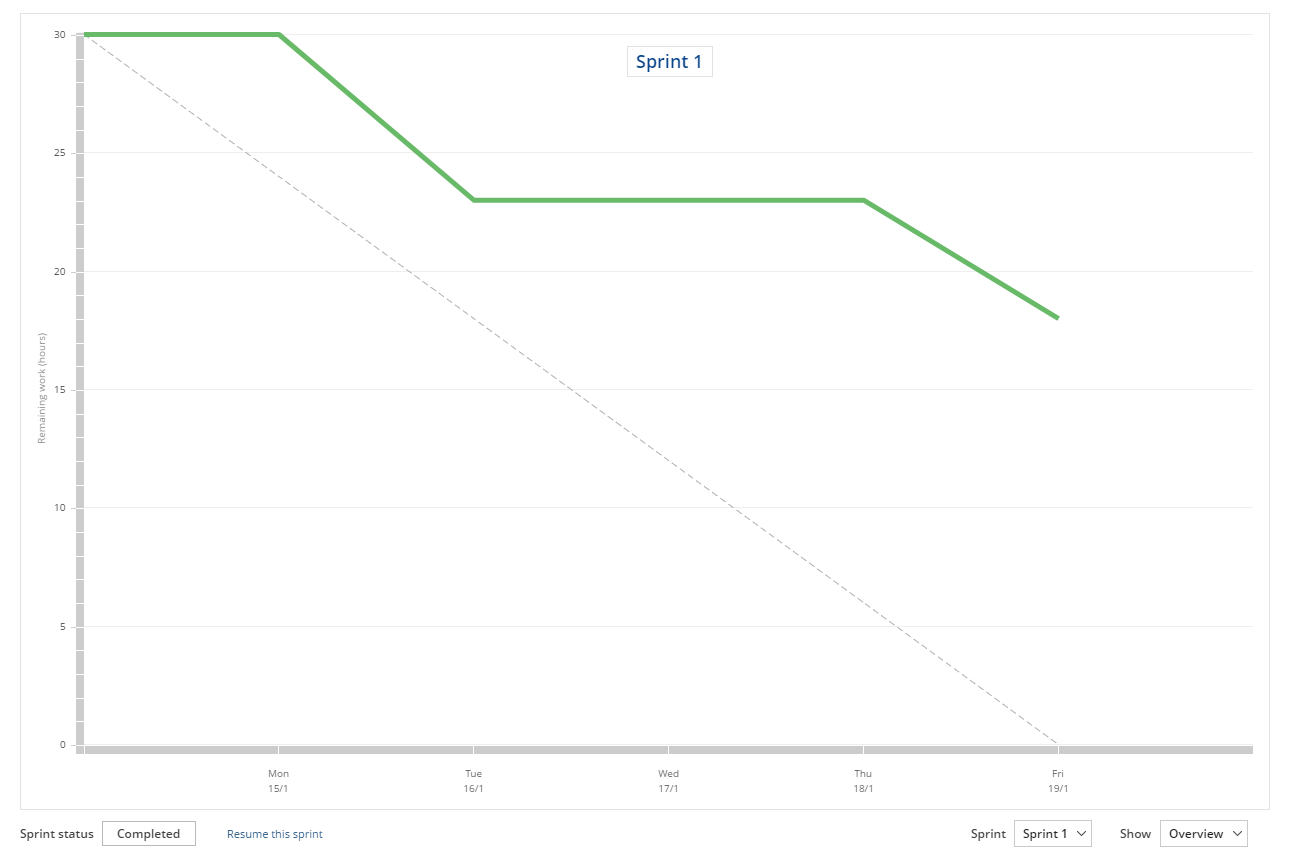 Sprint 1
30
25
20
15
10
5
0
Remaining work (hours)
Mon
15/1
Tue
16/1
Wed
17/1
Thu
18/1
Fri
19/1
Sprint status Completed Resume this sprint Sprint Sprint 1 Show Overview